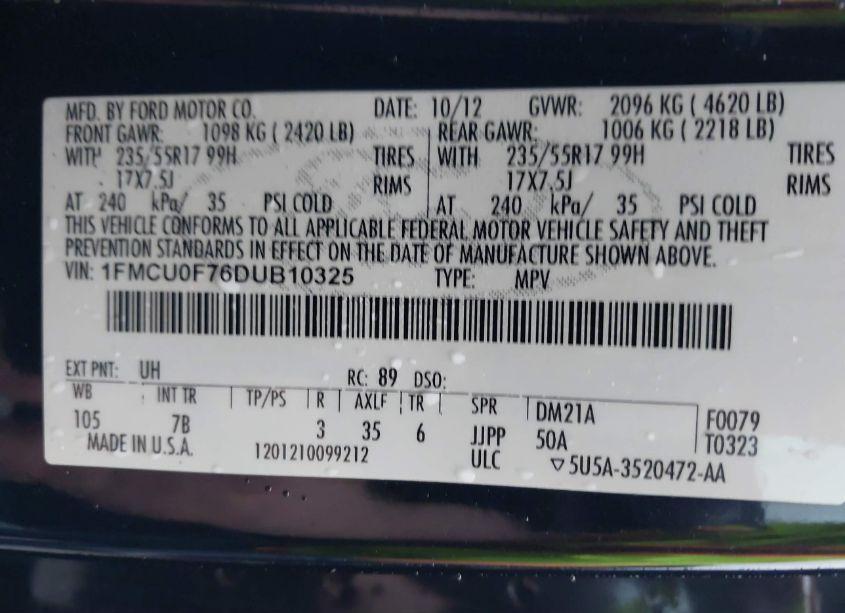 MFD. BY FORD MOTOR CO. DATE: 10/12 GVWR: 2096 KG ( 4620 LB)
FRONT GAWR: 1098 KG ( 2420 LB) REAR GAWR: 1006 KG ( 2218 LB)
WITH 235/55R17 99H TIRES WITH 235/55R17 99H TIRES
17X7.5J RIMS 17X7.5J RIMS
AT 240 kPa/ 35 PSI COLD AT 240 kPa/ 35 PSI COLD
THIS VEHICLE CONFORMS TO ALL APPLICABLE FEDERAL MOTOR VEHICLE SAFETY AND THEFT
PREVENTION STANDARDS IN EFFECT ON THE DATE OF MANUFACTURE SHOWN ABOVE.
VIN: 1FMCU0F76DUB10325 TYPE: MPV
EXT PNT: UH RC: 89 DSO:
WB INT TR TP/PS R AXLF TR SPR DM21A F0079
105 7B 3 35 6 JJPP 50A T0323
MADE IN U.S.A. 1201210099212 ULC ▽5U5A-3520472-AA